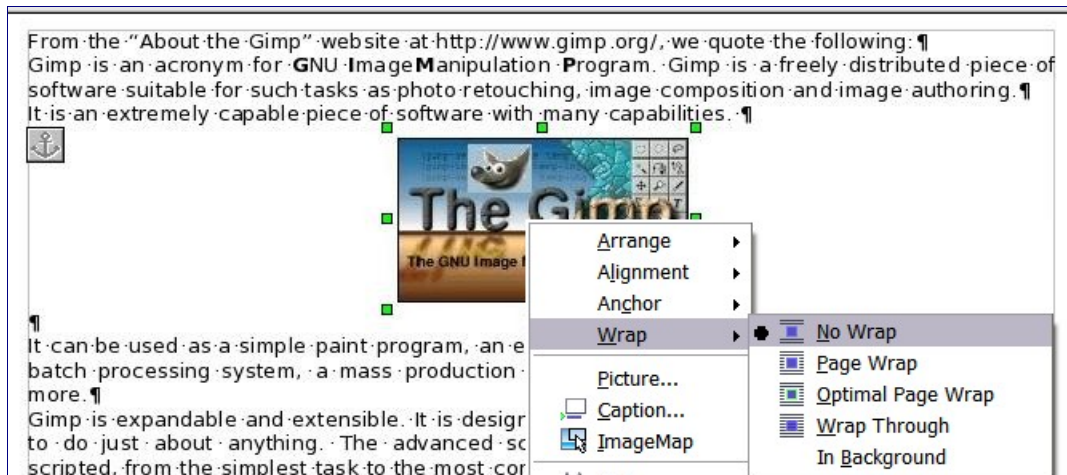 From the “About the Gimp” website at http://www.gimp.org/, we quote the following: ¶
Gimp is an acronym for GNU Image Manipulation Program. Gimp is a freely distributed piece of
software suitable for such tasks as photo retouching, image composition and image authoring. ¶
It is an extremely capable piece of software with many capabilities. ¶
The Gimp
The GNU Image
¶
It can be used as a simple paint program, an e
batch processing system, a mass production
more. ¶
Gimp is expandable and extensible. It is desigr
to do just about anything. The advanced sc
scripted, from the simplest task to the most cor
Arrange
Alignment
Anchor
Wrap
Picture...
Caption...
ImageMap
No Wrap
Page Wrap
Optimal Page Wrap
Wrap Through
In Background